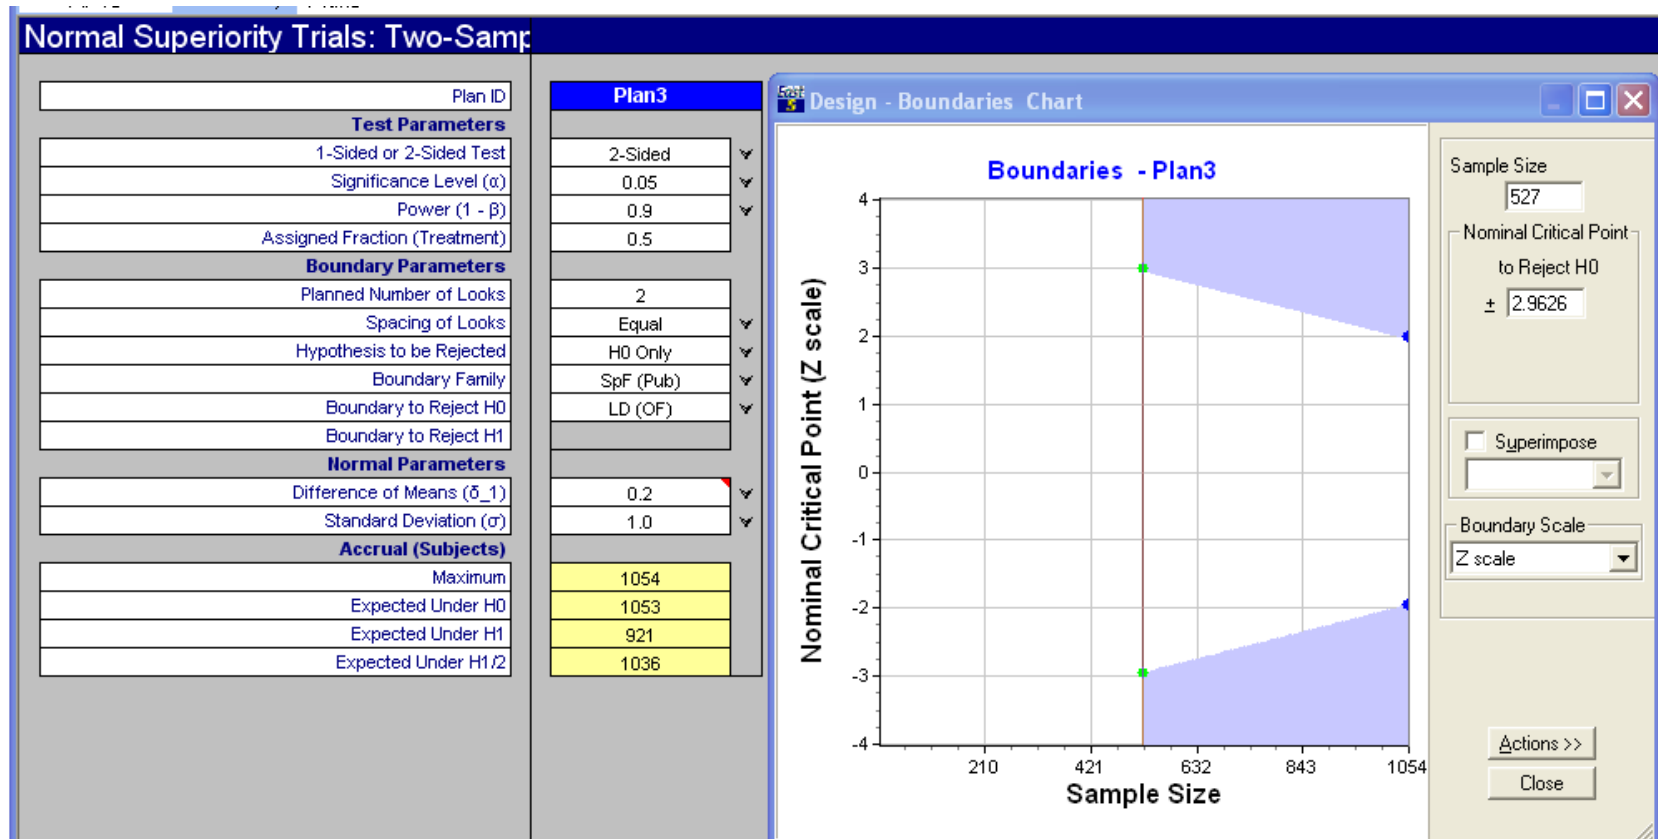 Normal Superiority Trials: Two-Samp
Plan ID Plan3
Test Parameters
1-Sided or 2-Sided Test 2-Sided
Significance Level (α) 0.05
Power (1 - β) 0.9
Assigned Fraction (Treatment) 0.5
Boundary Parameters
Planned Number of Looks 2
Spacing of Looks Equal
Hypothesis to be Rejected H0 Only
Boundary Family SpF (Pub)
Boundary to Reject H0 LD (OF)
Boundary to Reject H1
Normal Parameters
Difference of Means (δ_1) 0.2
Standard Deviation (σ) 1.0
Accrual (Subjects)
Maximum 1054
Expected Under H0 1053
Expected Under H1 921
Expected Under H1/2 1036
East 5 Design - Boundaries Chart
Boundaries - Plan3
Nominal Critical Point (Z scale)
4
3
2
1
0
-1
-2
-3
-4
210 421 632 843 1054
Sample Size
Sample Size
527
Nominal Critical Point
to Reject H0
± 2.9626
Superimpose
Boundary Scale
Z scale
Actions >>
Close